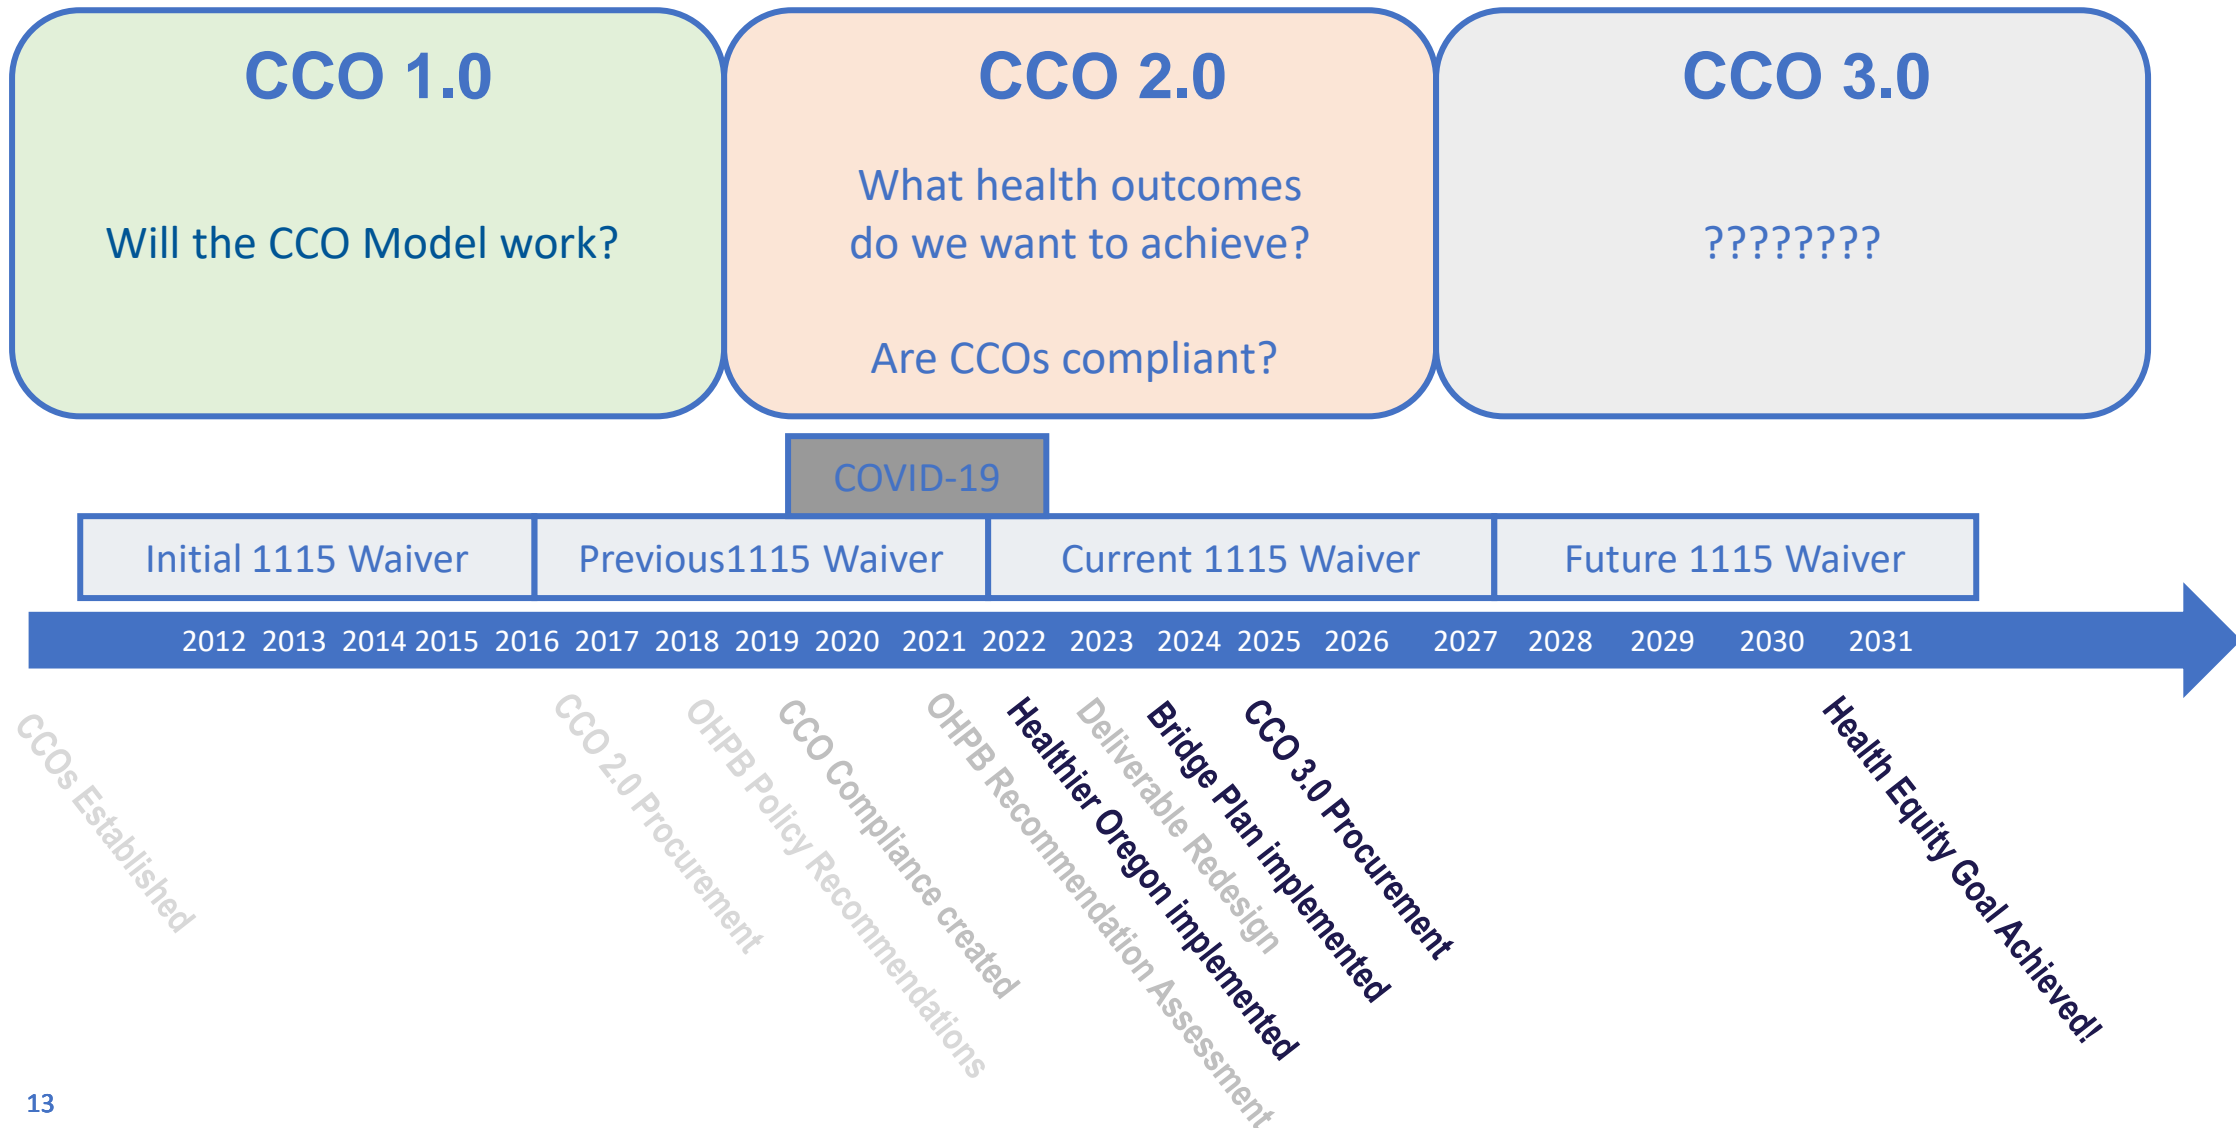 CCO 1.0
Will the CCO Model work?
CCO 2.0
What health outcomes
do we want to achieve?
Are CCOs compliant?
CCO 3.0
????????
COVID-19
Initial 1115 Waiver
Previous1115 Waiver
Current 1115 Waiver
Future 1115 Waiver
2012 2013 2014 2015 2016 2017 2018 2019 2020 2021 2022 2023 2024 2025 2026 2027 2028 2029 2030 2031
CCOs Established
CCO 2.0 Procurement
OHPB Policy Recommendations
CCO Compliance created
OHPB Recommendation Assessment
Healthier Oregon implemented
Deliverable Redesign
Bridge Plan implemented
CCO 3.0 Procurement
Health Equity Goal Achieved!
13